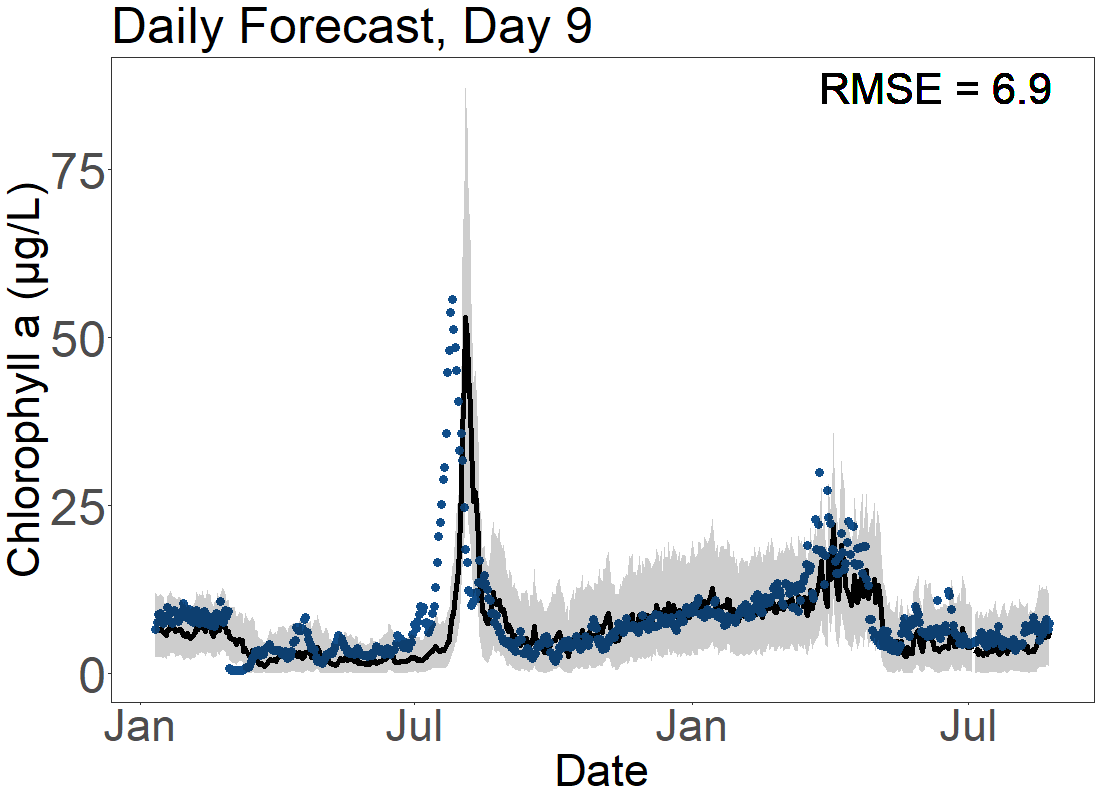 Daily Forecast, Day 9
RMSE = 6.9
Chlorophyll a (µg/L)
75
50
25
0
Jan
Jul
Jan
Jul
Date